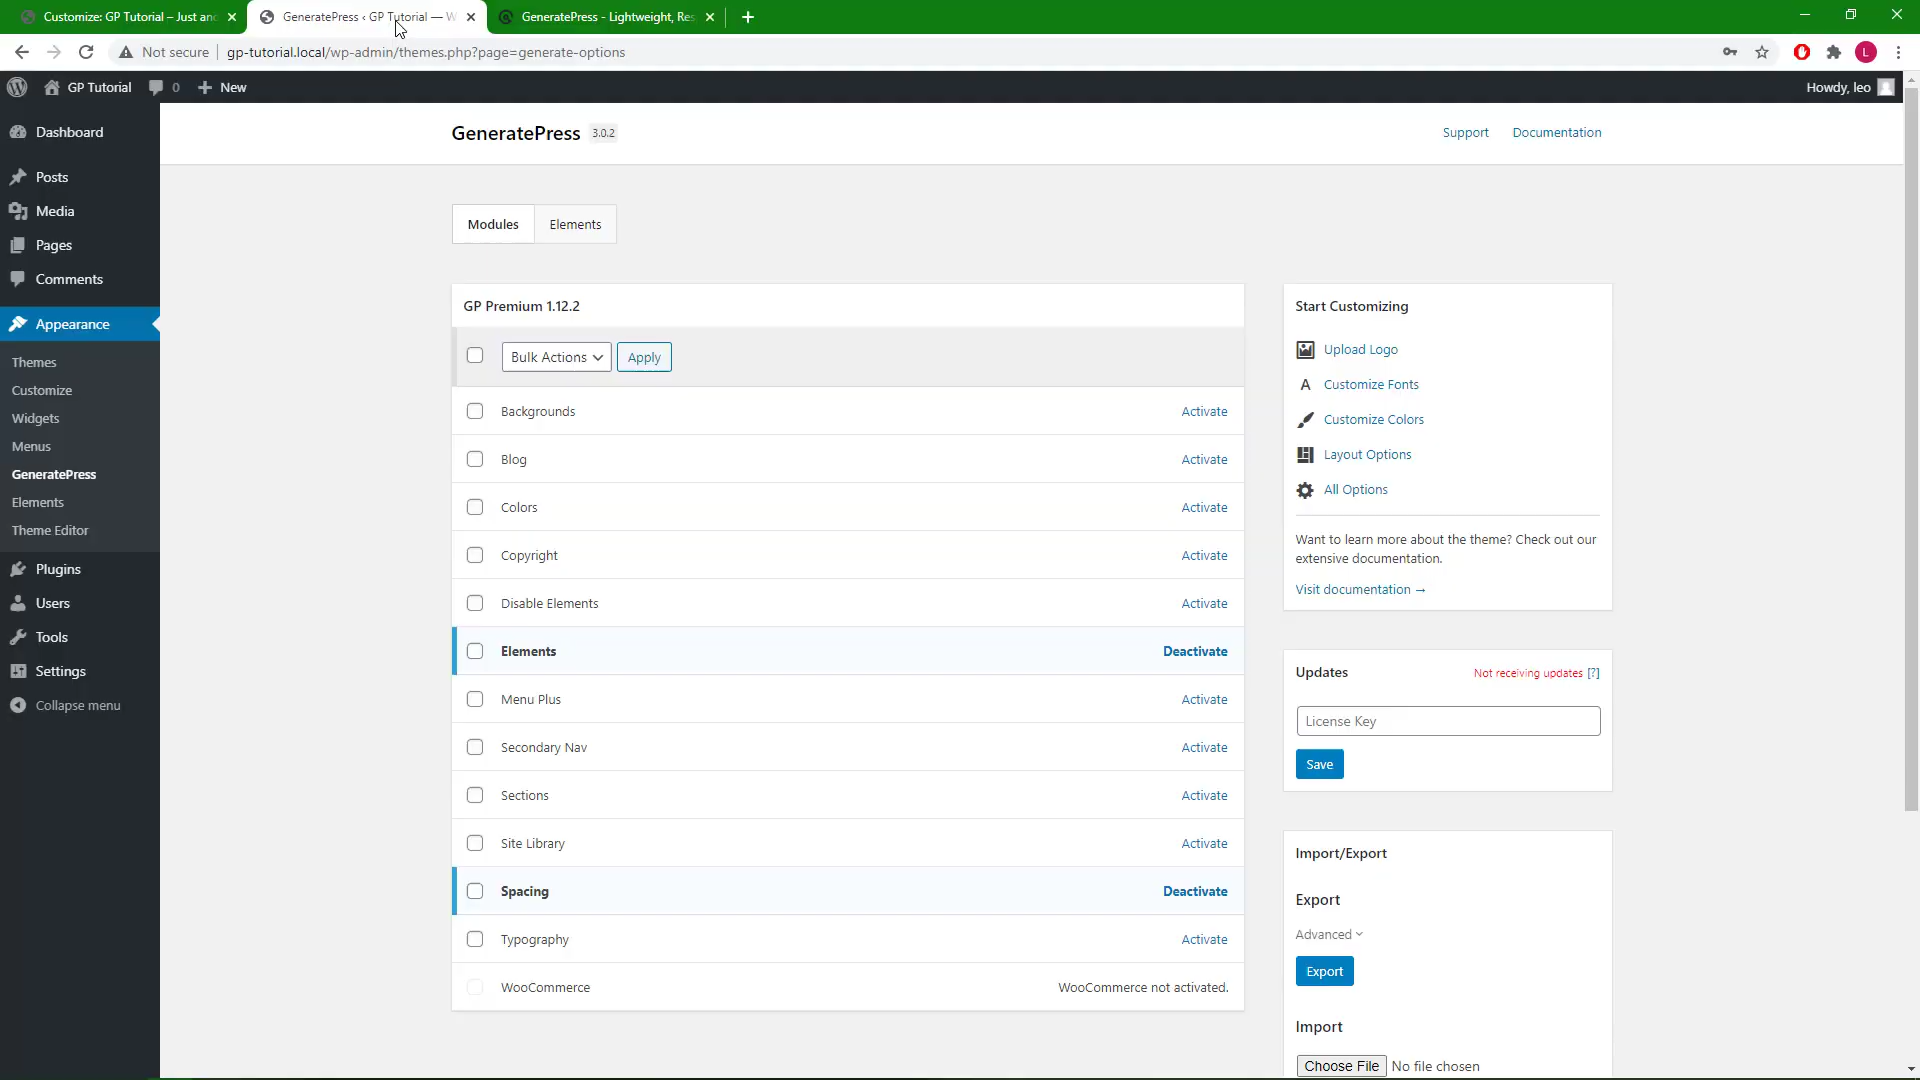 Customize: GP Tutorial – Just an
GeneratePress ‹ GP Tutorial — W
GeneratePress - Lightweight, Res
Not secure
gp-tutorial.local/wp-admin/themes.php?page=generate-options
L
GP Tutorial
0
New
Howdy, leo
Dashboard
Posts
Media
Pages
Comments
Appearance
Themes
Customize
Widgets
Menus
GeneratePress
Elements
Theme Editor
Plugins
Users
Tools
Settings
Collapse menu
GeneratePress 3.0.2
Support
Documentation
Modules
Elements
GP Premium 1.12.2
Bulk Actions
Apply
Backgrounds Activate
Blog Activate
Colors Activate
Copyright Activate
Disable Elements Activate
Elements Deactivate
Menu Plus Activate
Secondary Nav Activate
Sections Activate
Site Library Activate
Spacing Deactivate
Typography Activate
WooCommerce WooCommerce not activated.
Start Customizing
Upload Logo
Customize Fonts
Customize Colors
Layout Options
All Options
Want to learn more about the theme? Check out our
extensive documentation.
Visit documentation →
Updates
Not receiving updates [?]
License Key
Save
Import/Export
Export
Advanced
Export
Import
Choose File No file chosen